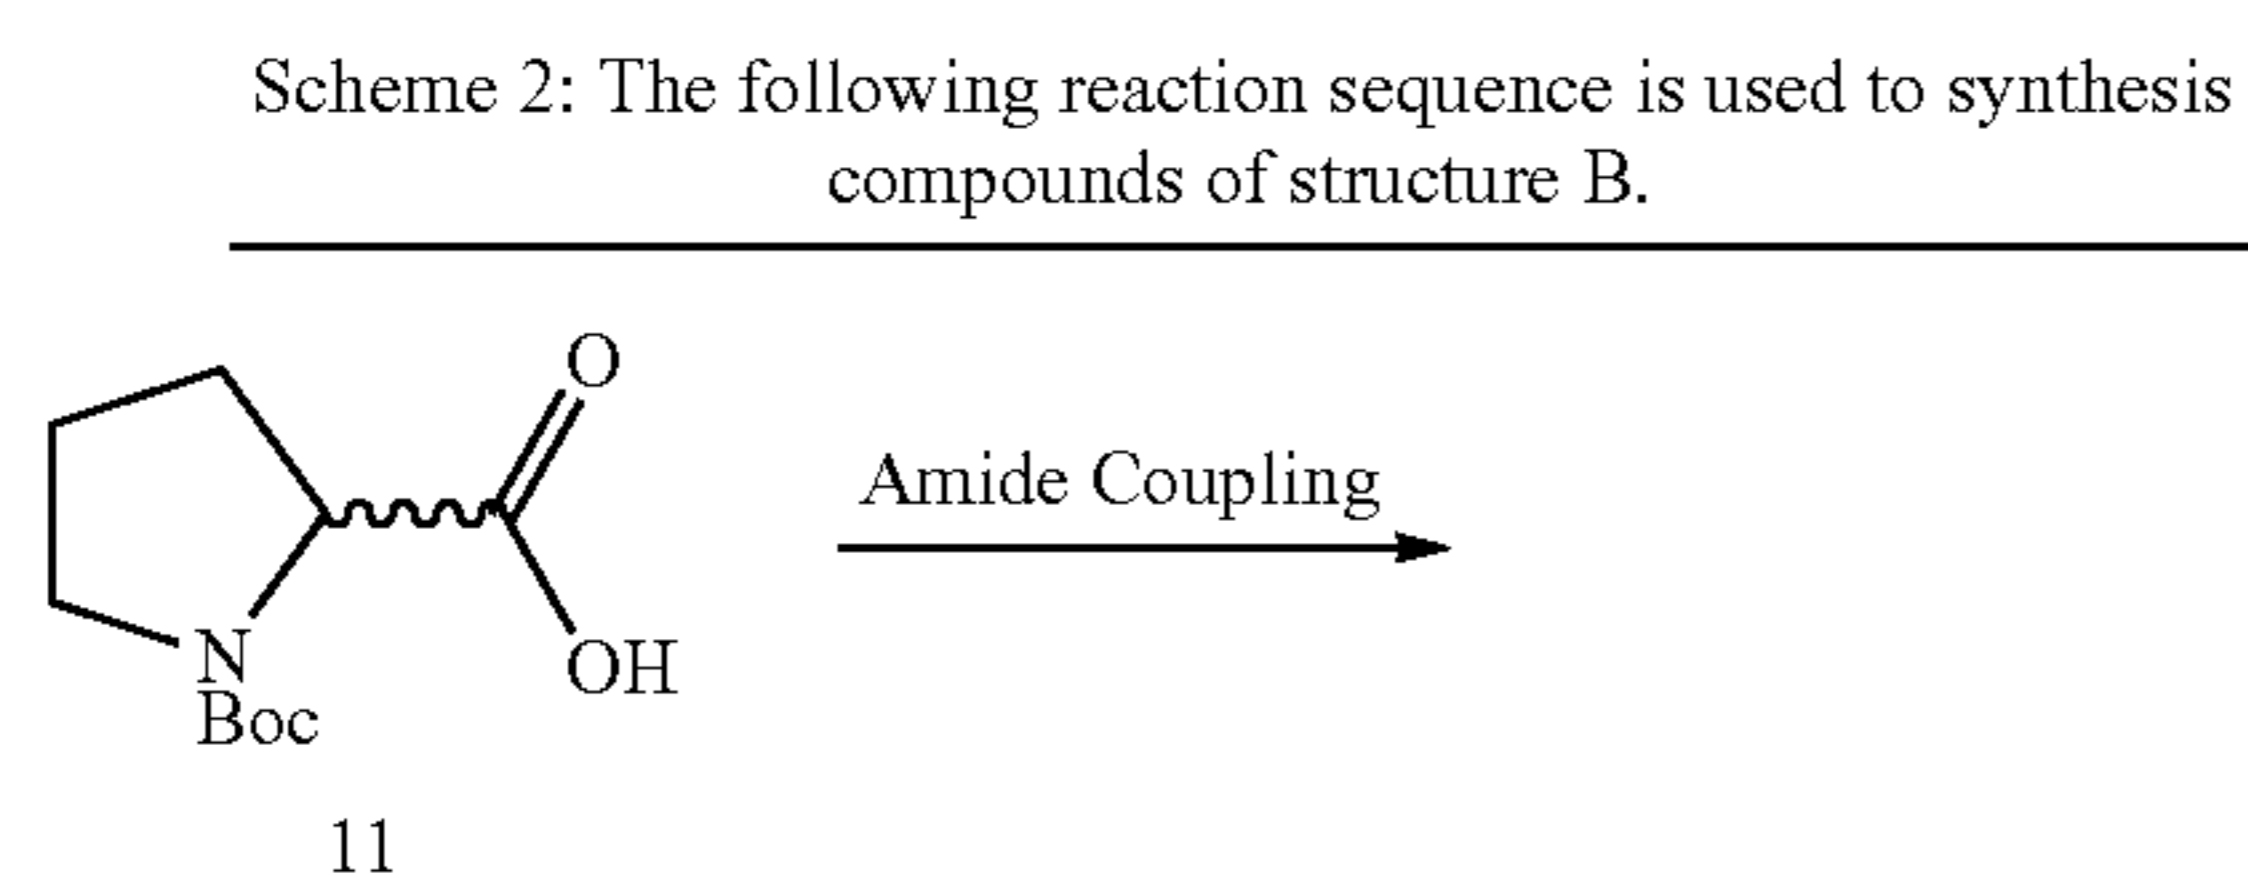 Scheme 2: The following reaction sequence is used to synthesis
compounds of structure B.
O
Amide Coupling
N
OH
Boc
11